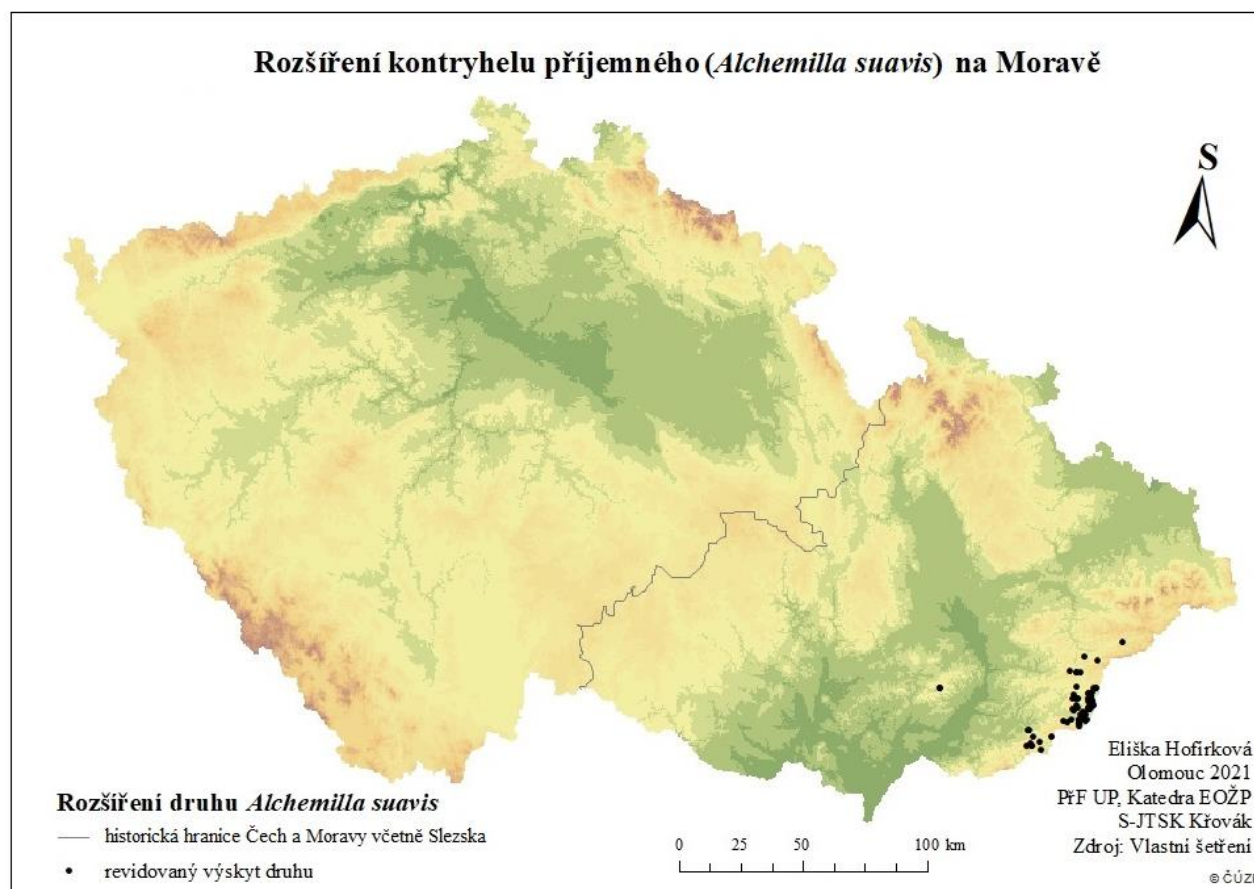 Rozšíření kontryhelu příjemného (Alchemilla suavis) na Moravě
S
Eliška Hofírková
Olomouc 2021
PřF UP, Katedra EOŽP
S-JTSK Křovák
Zdroj: Vlastní šetření
Rozšíření druhu Alchemilla suavis
historická hranice Čech a Moravy včetně Slezska
revidovaný výskyt druhu
0 25 50 100 km